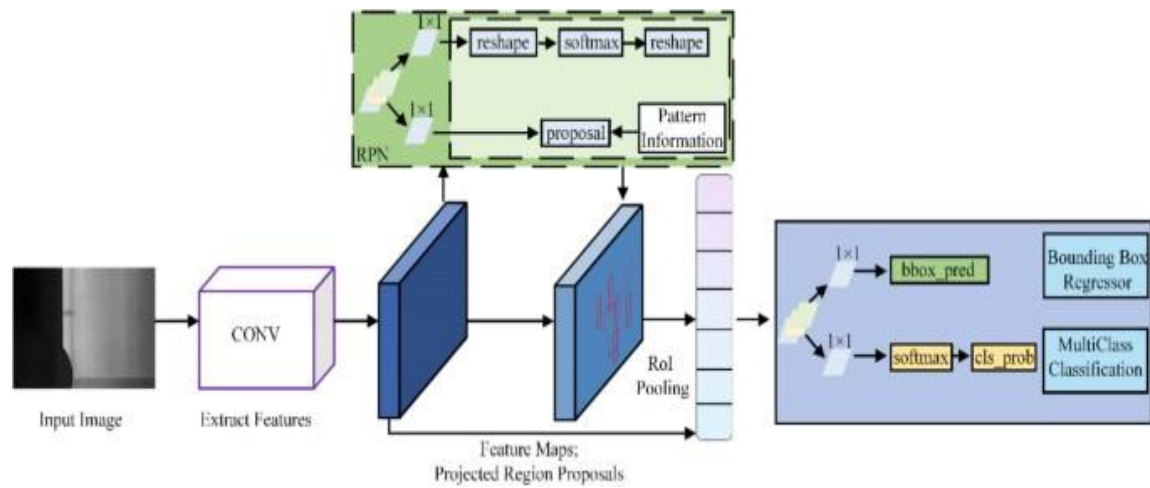 1×1
reshape
softmax
reshape
1×1
proposal
Pattern
Information
RPN
Input Image
CONV
Extract Features
RoI
Pooling
Feature Maps;
Projected Region Proposals
1×1
bbox_pred
Bounding Box
Regressor
1×1
softmax
cls_prob
MultiClass
Classification